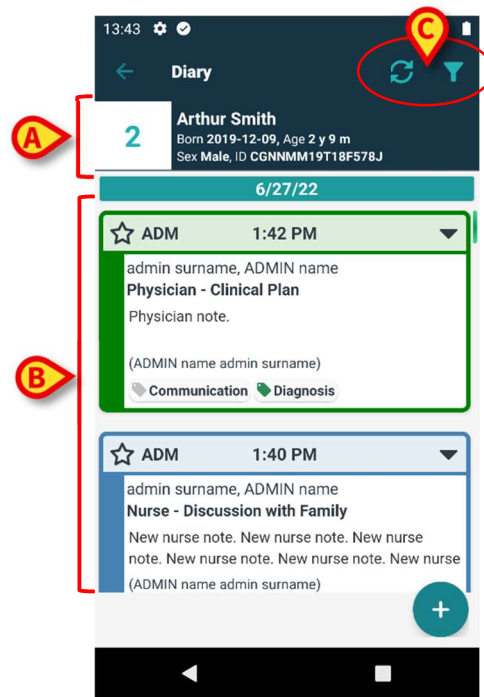 13:43
C
Diary
A
2
Arthur Smith
Born 2019-12-09, Age 2 y 9 m
Sex Male, ID CGNNMM19T18F578J
6/27/22
ADM 1:42 PM
admin surname, ADMIN name
Physician - Clinical Plan
Physician note.
(ADMIN name admin surname)
Communication Diagnosis
B
ADM 1:40 PM
admin surname, ADMIN name
Nurse - Discussion with Family
New nurse note. New nurse note. New nurse
note. New nurse note. New nurse note. New nurse
(ADMIN name admin surname)
+